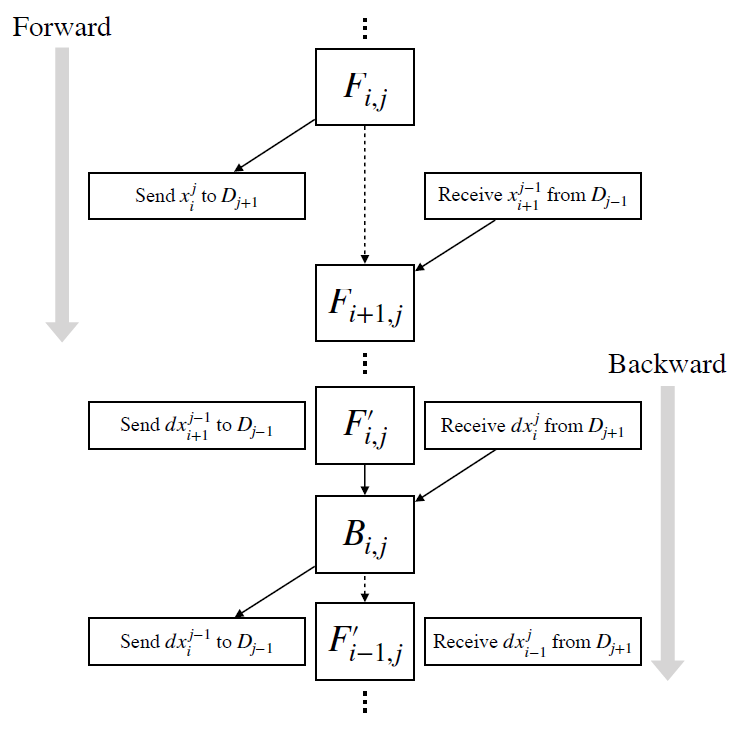 Forward
⋮
F_{i,j}
Send x_i^j to D_{j+1}
Receive x_{i+1}^{j−1} from D_{j−1}
F_{i+1,j}
⋮
Backward
Send dx_{i+1}^{j−1} to D_{j−1}
F′_{i,j}
Receive dx_i^j from D_{j+1}
B_{i,j}
Send dx_i^{j−1} to D_{j−1}
F′_{i−1,j}
Receive dx_{i−1}^j from D_{j+1}
⋮